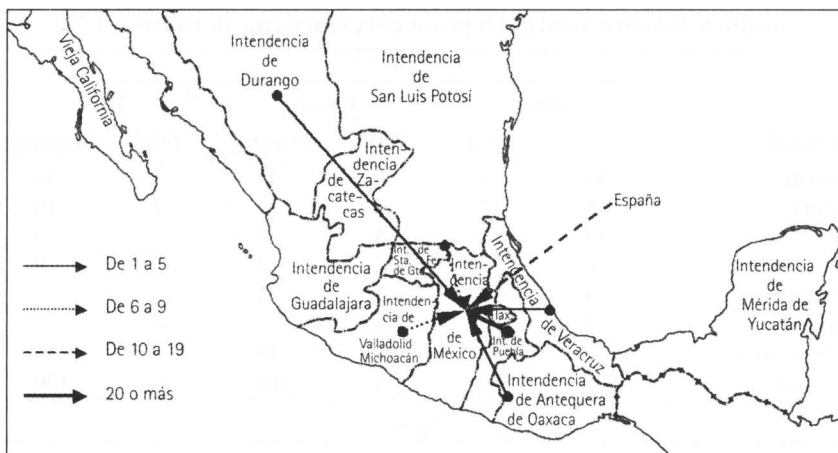 Vieja California
Intendencia
de
Durango
Intendencia
de
San Luis Potosí
Inten-
dencia
de Za-
cate-
cas
España
Intendencia
de
Guadalajara
Int. de
Sta. Fe
de Gto.
Inten-
dencia
de México
Intenden-
cia de
Valladolid
Michoacán
Tlax.
Int. de
Puebla
Intendencia
de Veracruz
Intendencia
de Antequera
de Oaxaca
Intendencia
de
Mérida de
Yucatán
De 1 a 5
De 6 a 9
De 10 a 19
20 o más